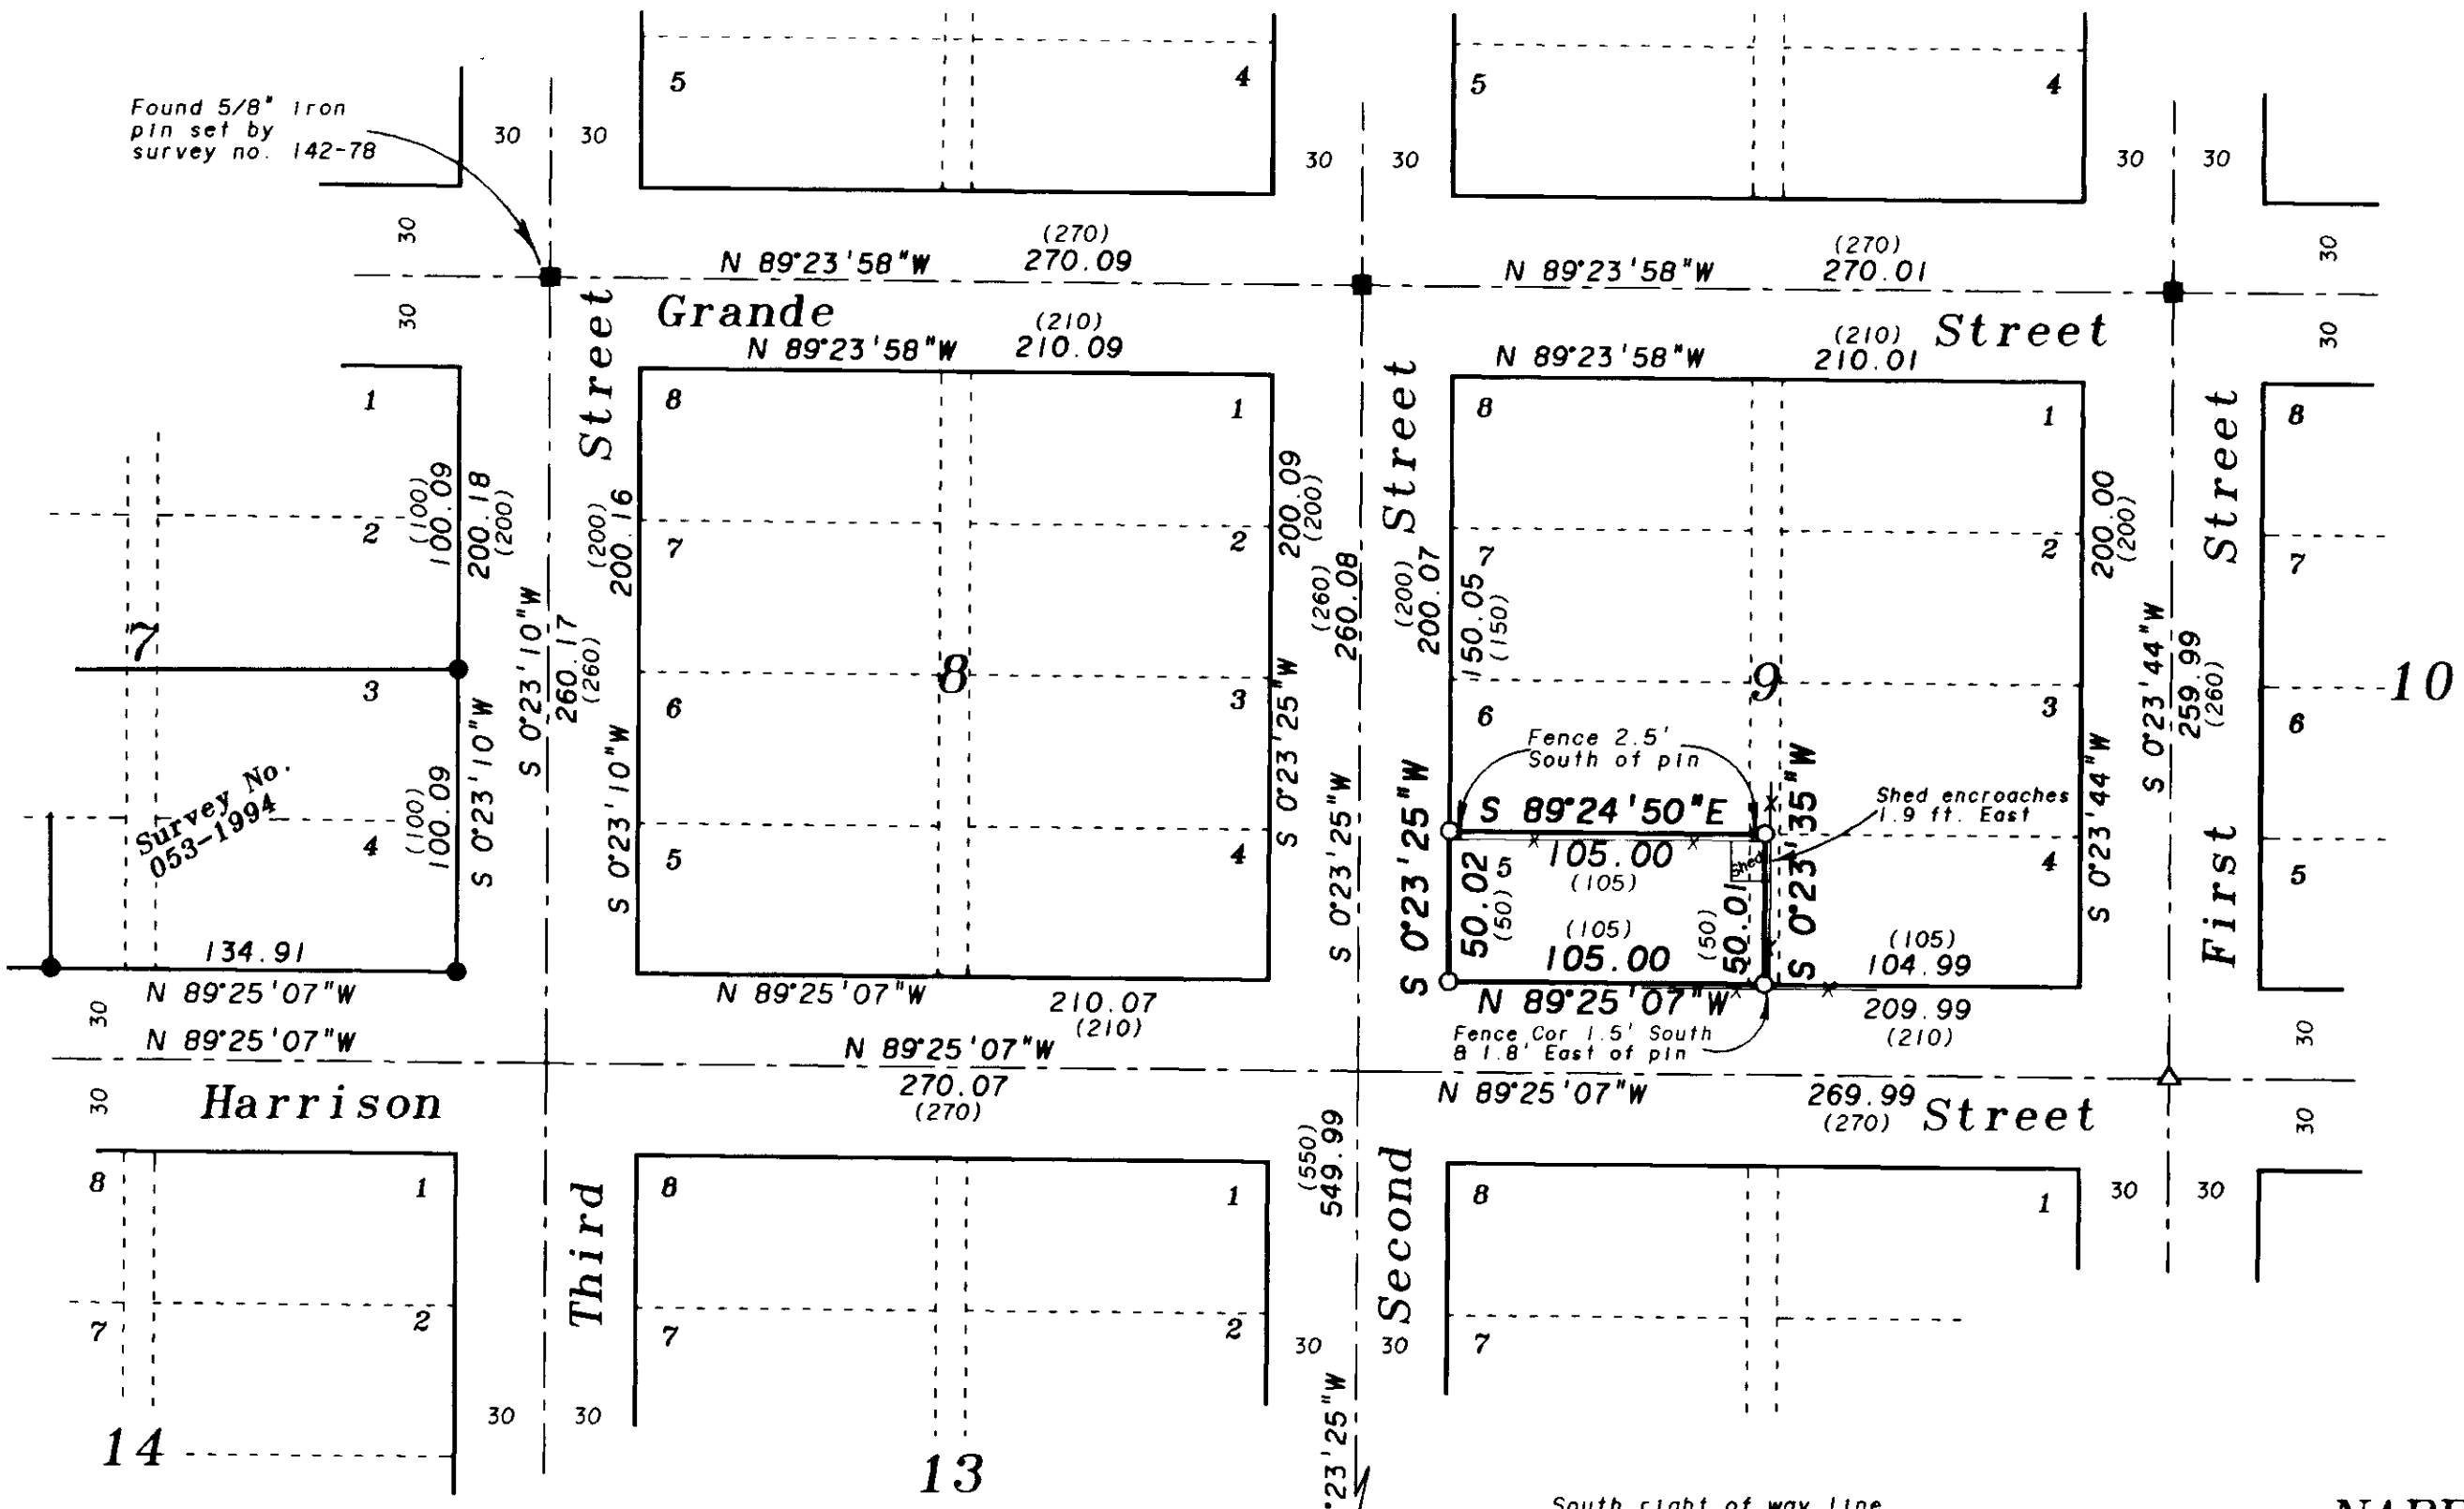 5
4
5
4
Found 5/8" Iron
pin set by
survey no. 142-78
30
30
30
30
30
30
30
30
(270)
N 89°23'58"W 270.09
(270)
N 89°23'58"W 270.01
Grande
Street
30
30
(210)
N 89°23'58"W 210.09
(210)
N 89°23'58"W 210.01
Street
Street
Street
1
8
1
8
1
8
2
7
2
7
2
7
(100)
100.09
200.18
(200)
(200)
200.16
200.09
(200)
(260)
260.08
(200)
200.07
150.05
(150)
200.00
(200)
7
8
9
10
3
6
3
6
3
6
S 0°23'10"W
260.17
(260)
S 0°23'10"W
S 0°23'10"W
S 0°23'25"W
S 0°23'25"W
S 0°23'44"W
259.99
(260)
S 0°23'44"W
Survey No.
053-1994
4
(100)
100.09
5
4
5
4
5
Fence 2.5'
South of pin
Shed encroaches
1.9 ft. East
S 0°23'25"W
S 89°24'50"E
105.00
(105)
50.02
(50)
Shed
(50)
50.01
S 0°23'35"W
(105)
105.00
N 89°25'07"W
(105)
104.99
209.99
(210)
Fence Cor 1.5' South
& 1.8' East of pin
First
134.91
N 89°25'07"W
N 89°25'07"W
N 89°25'07"W
210.07
(210)
30
30
N 89°25'07"W
270.07
(270)
N 89°25'07"W
269.99
(270)
30
30
Harrison
Street
(550)
549.99
Third
Second
8
1
8
1
8
1
7
2
7
2
7
30
30
30
30
30
30
14
13
°23'25"W
South right of way line